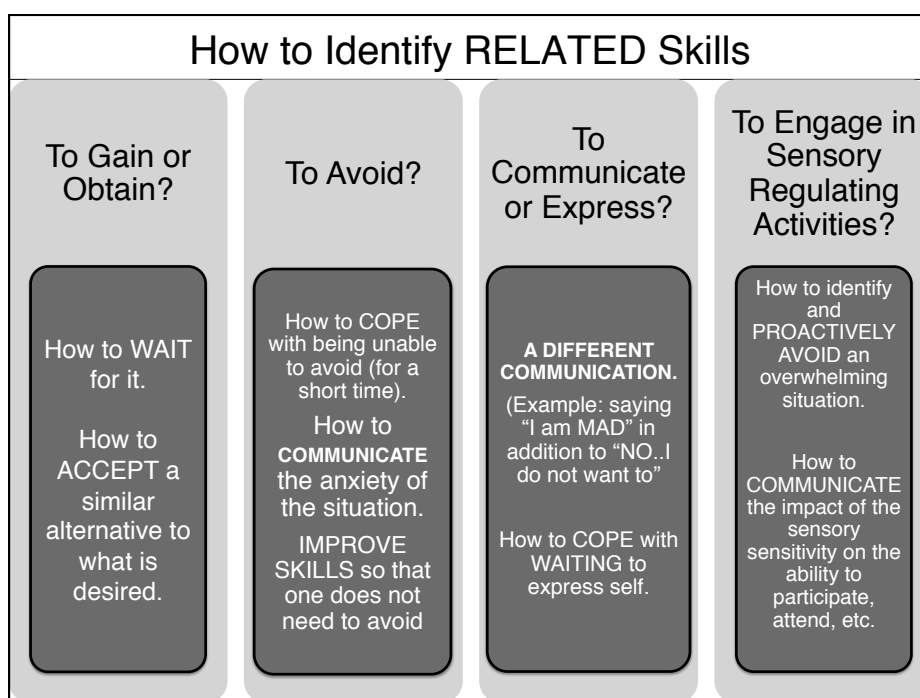 How to Identify RELATED Skills
To Gain or
Obtain?
How to WAIT
for it.
How to
ACCEPT a
similar
alternative to
what is
desired.
To Avoid?
How to COPE
with being unable
to avoid (for a
short time).
How to
COMMUNICATE
the anxiety of
the situation.
IMPROVE
SKILLS so that
one does not
need to avoid
To
Communicate
or Express?
A DIFFERENT
COMMUNICATION.
(Example: saying
“I am MAD” in
addition to “NO..I
do not want to”
How to COPE with
WAITING to
express self.
To Engage in
Sensory
Regulating
Activities?
How to identify
and
PROACTIVELY
AVOID an
overwhelming
situation.
How to
COMMUNICATE
the impact of the
sensory
sensitivity on the
ability to
participate,
attend, etc.